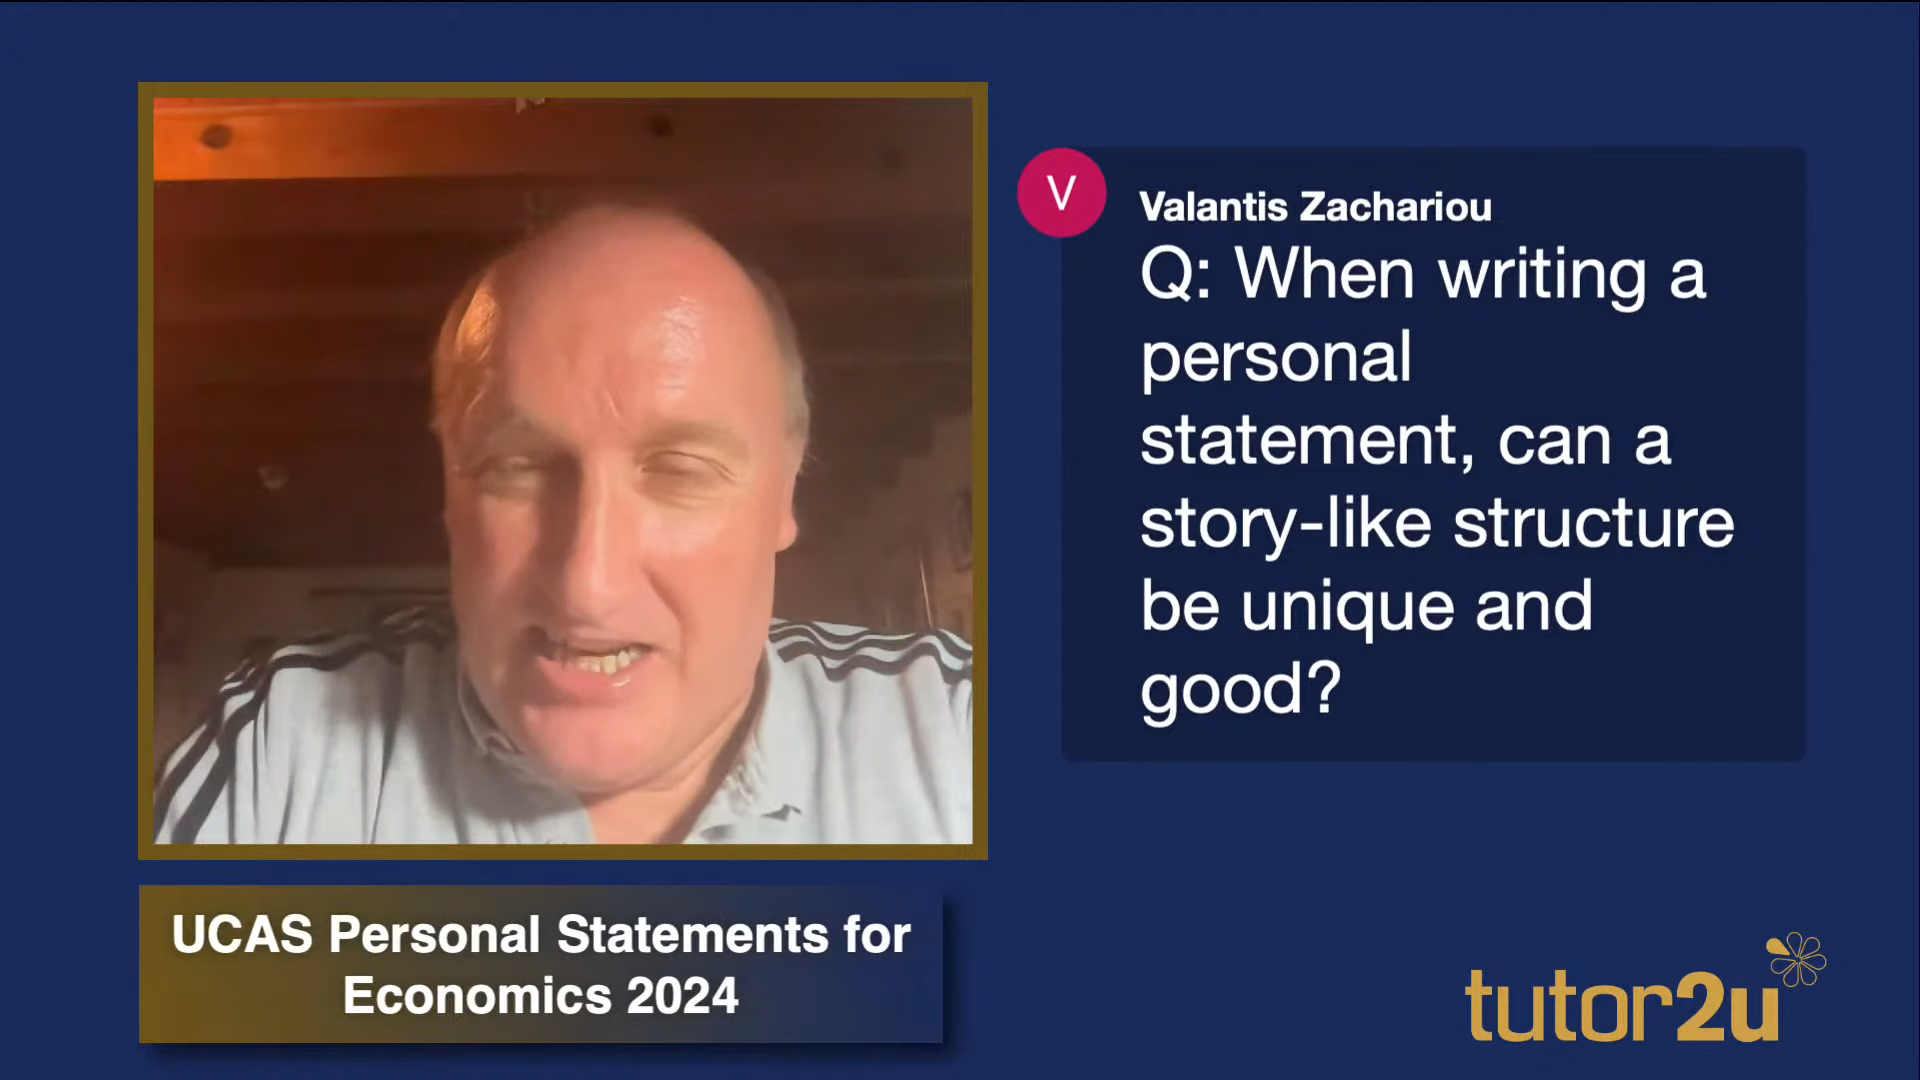 V
Valantis Zachariou
Q: When writing a
personal
statement, can a
story-like structure
be unique and
good?
UCAS Personal Statements for
Economics 2024
tutor2u